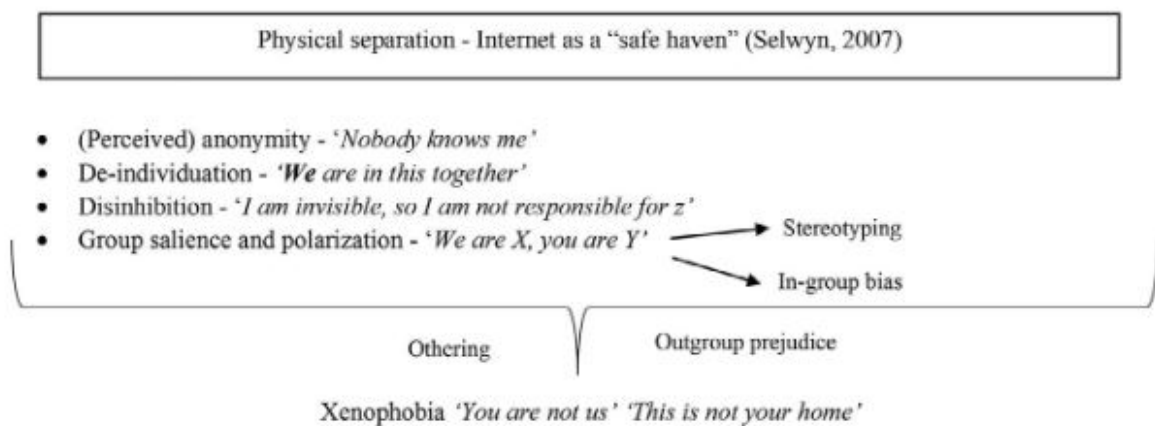 Physical separation - Internet as a “safe haven” (Selwyn, 2007)
• (Perceived) anonymity - ‘Nobody knows me’
• De-individuation - ‘We are in this together’
• Disinhibition - ‘I am invisible, so I am not responsible for z’
• Group salience and polarization - ‘We are X, you are Y’
Stereotyping
In-group bias
Othering
Outgroup prejudice
Xenophobia ‘You are not us’ ‘This is not your home’